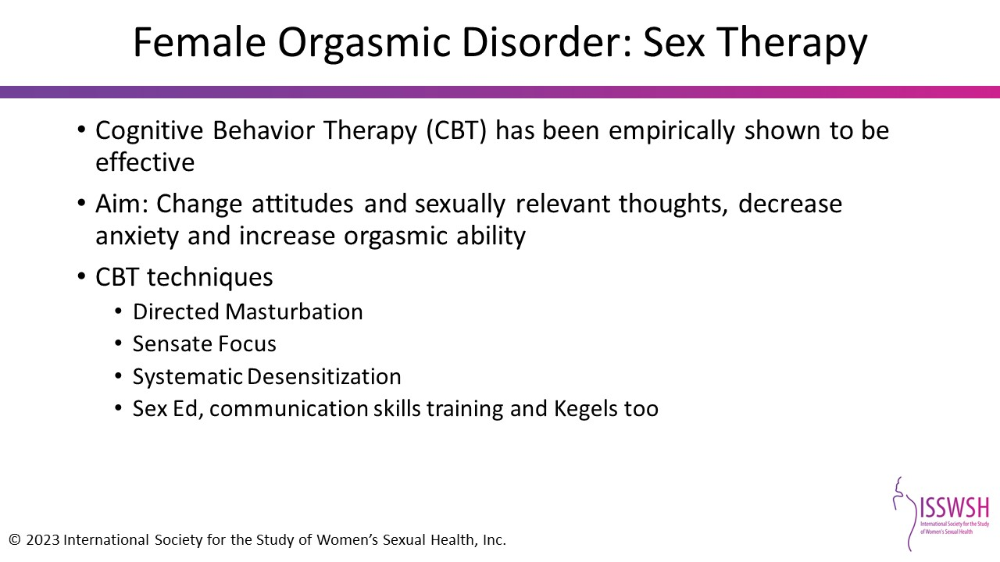 Female Orgasmic Disorder: Sex Therapy
• Cognitive Behavior Therapy (CBT) has been empirically shown to be
effective
• Aim: Change attitudes and sexually relevant thoughts, decrease
anxiety and increase orgasmic ability
• CBT techniques
• Directed Masturbation
• Sensate Focus
• Systematic Desensitization
• Sex Ed, communication skills training and Kegels too
ISSWSH
International Society for the Study
of Women's Sexual Health
© 2023 International Society for the Study of Women’s Sexual Health, Inc.